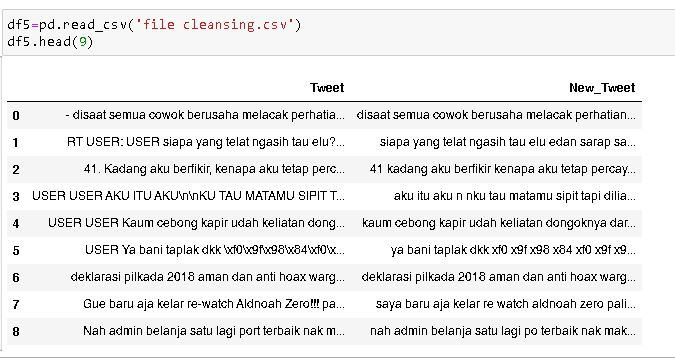 df5=pd.read_csv('file cleansing.csv')
df5.head(9)
Tweet New_Tweet
0 - disaat semua cowok berusaha melacak perhatia... disaat semua cowok berusaha melacak perhatian...
1 RT USER: USER siapa yang telat ngasih tau elu?... siapa yang telat ngasih tau elu edan sarap sa...
2 41. Kadang aku berfikir, kenapa aku tetap perc... 41 kadang aku berfikir kenapa aku tetap percay...
3 USER USER AKU ITU AKU\n\nKU TAU MATAMU SIPIT T... aku itu aku n nku tau matamu sipit tapi dilia...
4 USER USER Kaum cebong kapir udah keliatan dong... kaum cebong kapir udah keliatan dongoknya dar...
5 USER Ya bani taplak dkk \xf0\x9f\x98\x84\xf0\x... ya bani taplak dkk xf0 x9f x98 x84 xf0 x9f x9...
6 deklarasi pilkada 2018 aman dan anti hoax warg... deklarasi pilkada 2018 aman dan anti hoax warg...
7 Gue baru aja kelar re-watch Aldnoah Zero!!! pa... saya baru aja kelar re watch aldnoah zero pali...
8 Nah admin belanja satu lagi port terbaik nak m... nah admin belanja satu lagi po terbaik nak mak...